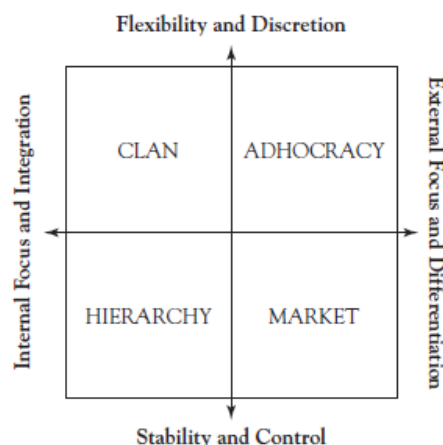 Flexibility and Discretion
Internal Focus and Integration
CLAN
ADHOCRACY
External Focus and Differentiation
HIERARCHY
MARKET
Stability and Control